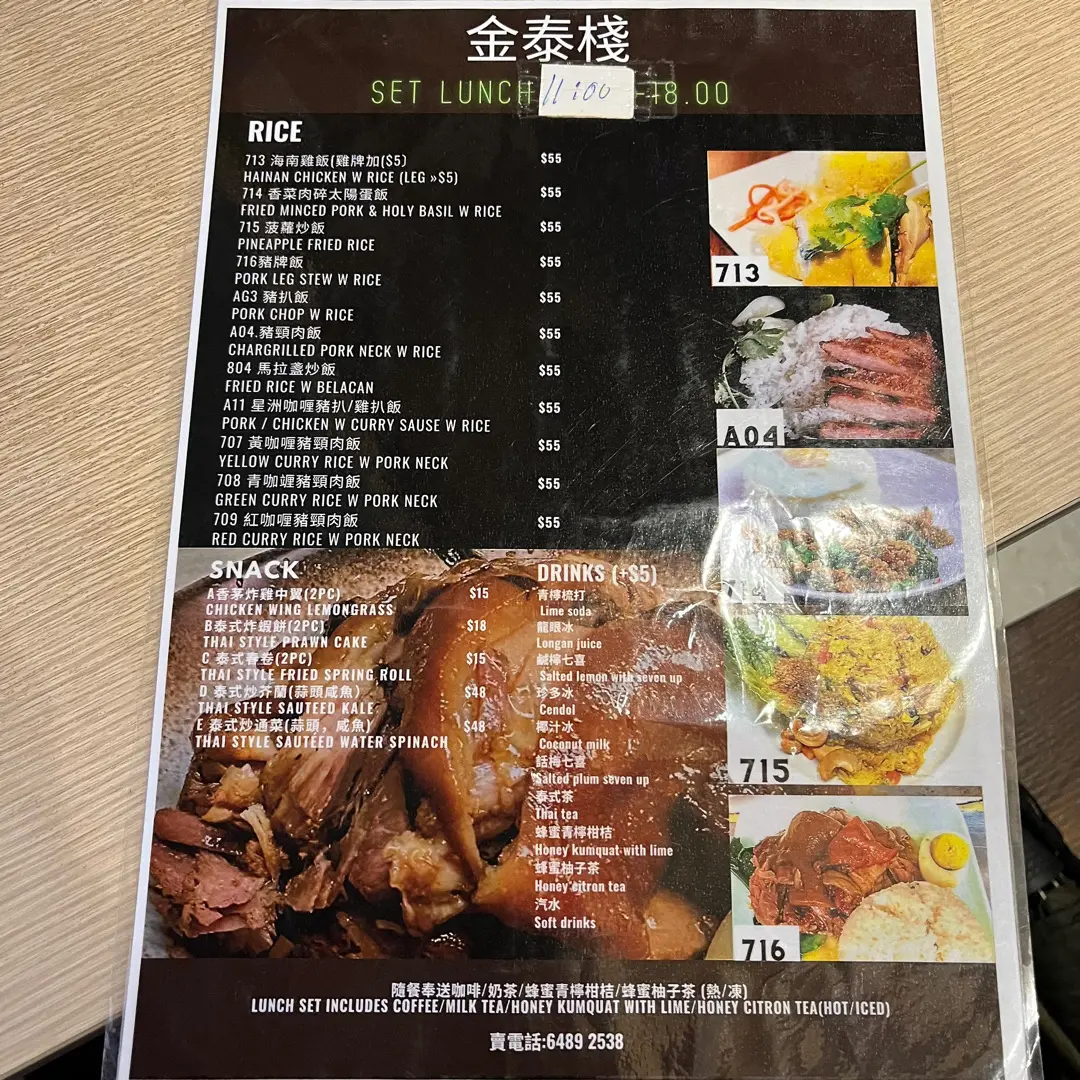 金泰棧
SET LUNCH 11:00 -18.00
RICE
713 海南雞飯(雞牌加($5) $55
HAINAN CHICKEN W RICE (LEG »$5)
714 香菜肉碎太陽蛋飯 $55
FRIED MINCED PORK & HOLY BASIL W RICE
715 菠蘿炒飯 $55
PINEAPPLE FRIED RICE
716豬牌飯 $55
PORK LEG STEW W RICE
AG3 豬扒飯 $55
PORK CHOP W RICE
A04.豬頸肉飯 $55
CHARGRILLED PORK NECK W RICE
804 馬拉盞炒飯 $55
FRIED RICE W BELACAN
A11 星洲咖喱豬扒/雞扒飯 $55
PORK / CHICKEN W CURRY SAUSE W RICE
707 黃咖喱豬頸肉飯 $55
YELLOW CURRY RICE W PORK NECK
708 青咖喱豬頸肉飯 $55
GREEN CURRY RICE W PORK NECK
709 紅咖喱豬頸肉飯 $55
RED CURRY RICE W PORK NECK
713
A04
714
715
716
SNACK
A香茅炸雞中翼(2PC) $15
CHICKEN WING LEMONGRASS
B泰式炸蝦餅(2PC) $18
THAI STYLE PRAWN CAKE
C 泰式春卷(2PC) $15
THAI STYLE FRIED SPRING ROLL
D 泰式炒芥蘭(蒜頭咸魚) $48
THAI STYLE SAUTEED KALE
E 泰式炒通菜(蒜頭，咸魚) $48
THAI STYLE SAUTEED WATER SPINACH
DRINKS (+$5)
青檸梳打
Lime soda
龍眼冰
Longan juice
鹹檸七喜
Salted lemon with seven up
珍多冰
Cendol
椰汁冰
Coconut milk
話梅七喜
Salted plum seven up
泰式茶
Thai tea
蜂蜜青檸柑桔
Honey kumquat with lime
蜂蜜柚子茶
Honey citron tea
汽水
Soft drinks
隨餐奉送咖啡/奶茶/蜂蜜青檸柑桔/蜂蜜柚子茶 (熱/凍)
LUNCH SET INCLUDES COFFEE/MILK TEA/HONEY KUMQUAT WITH LIME/HONEY CITRON TEA(HOT/ICED)
賣電話:6489 2538